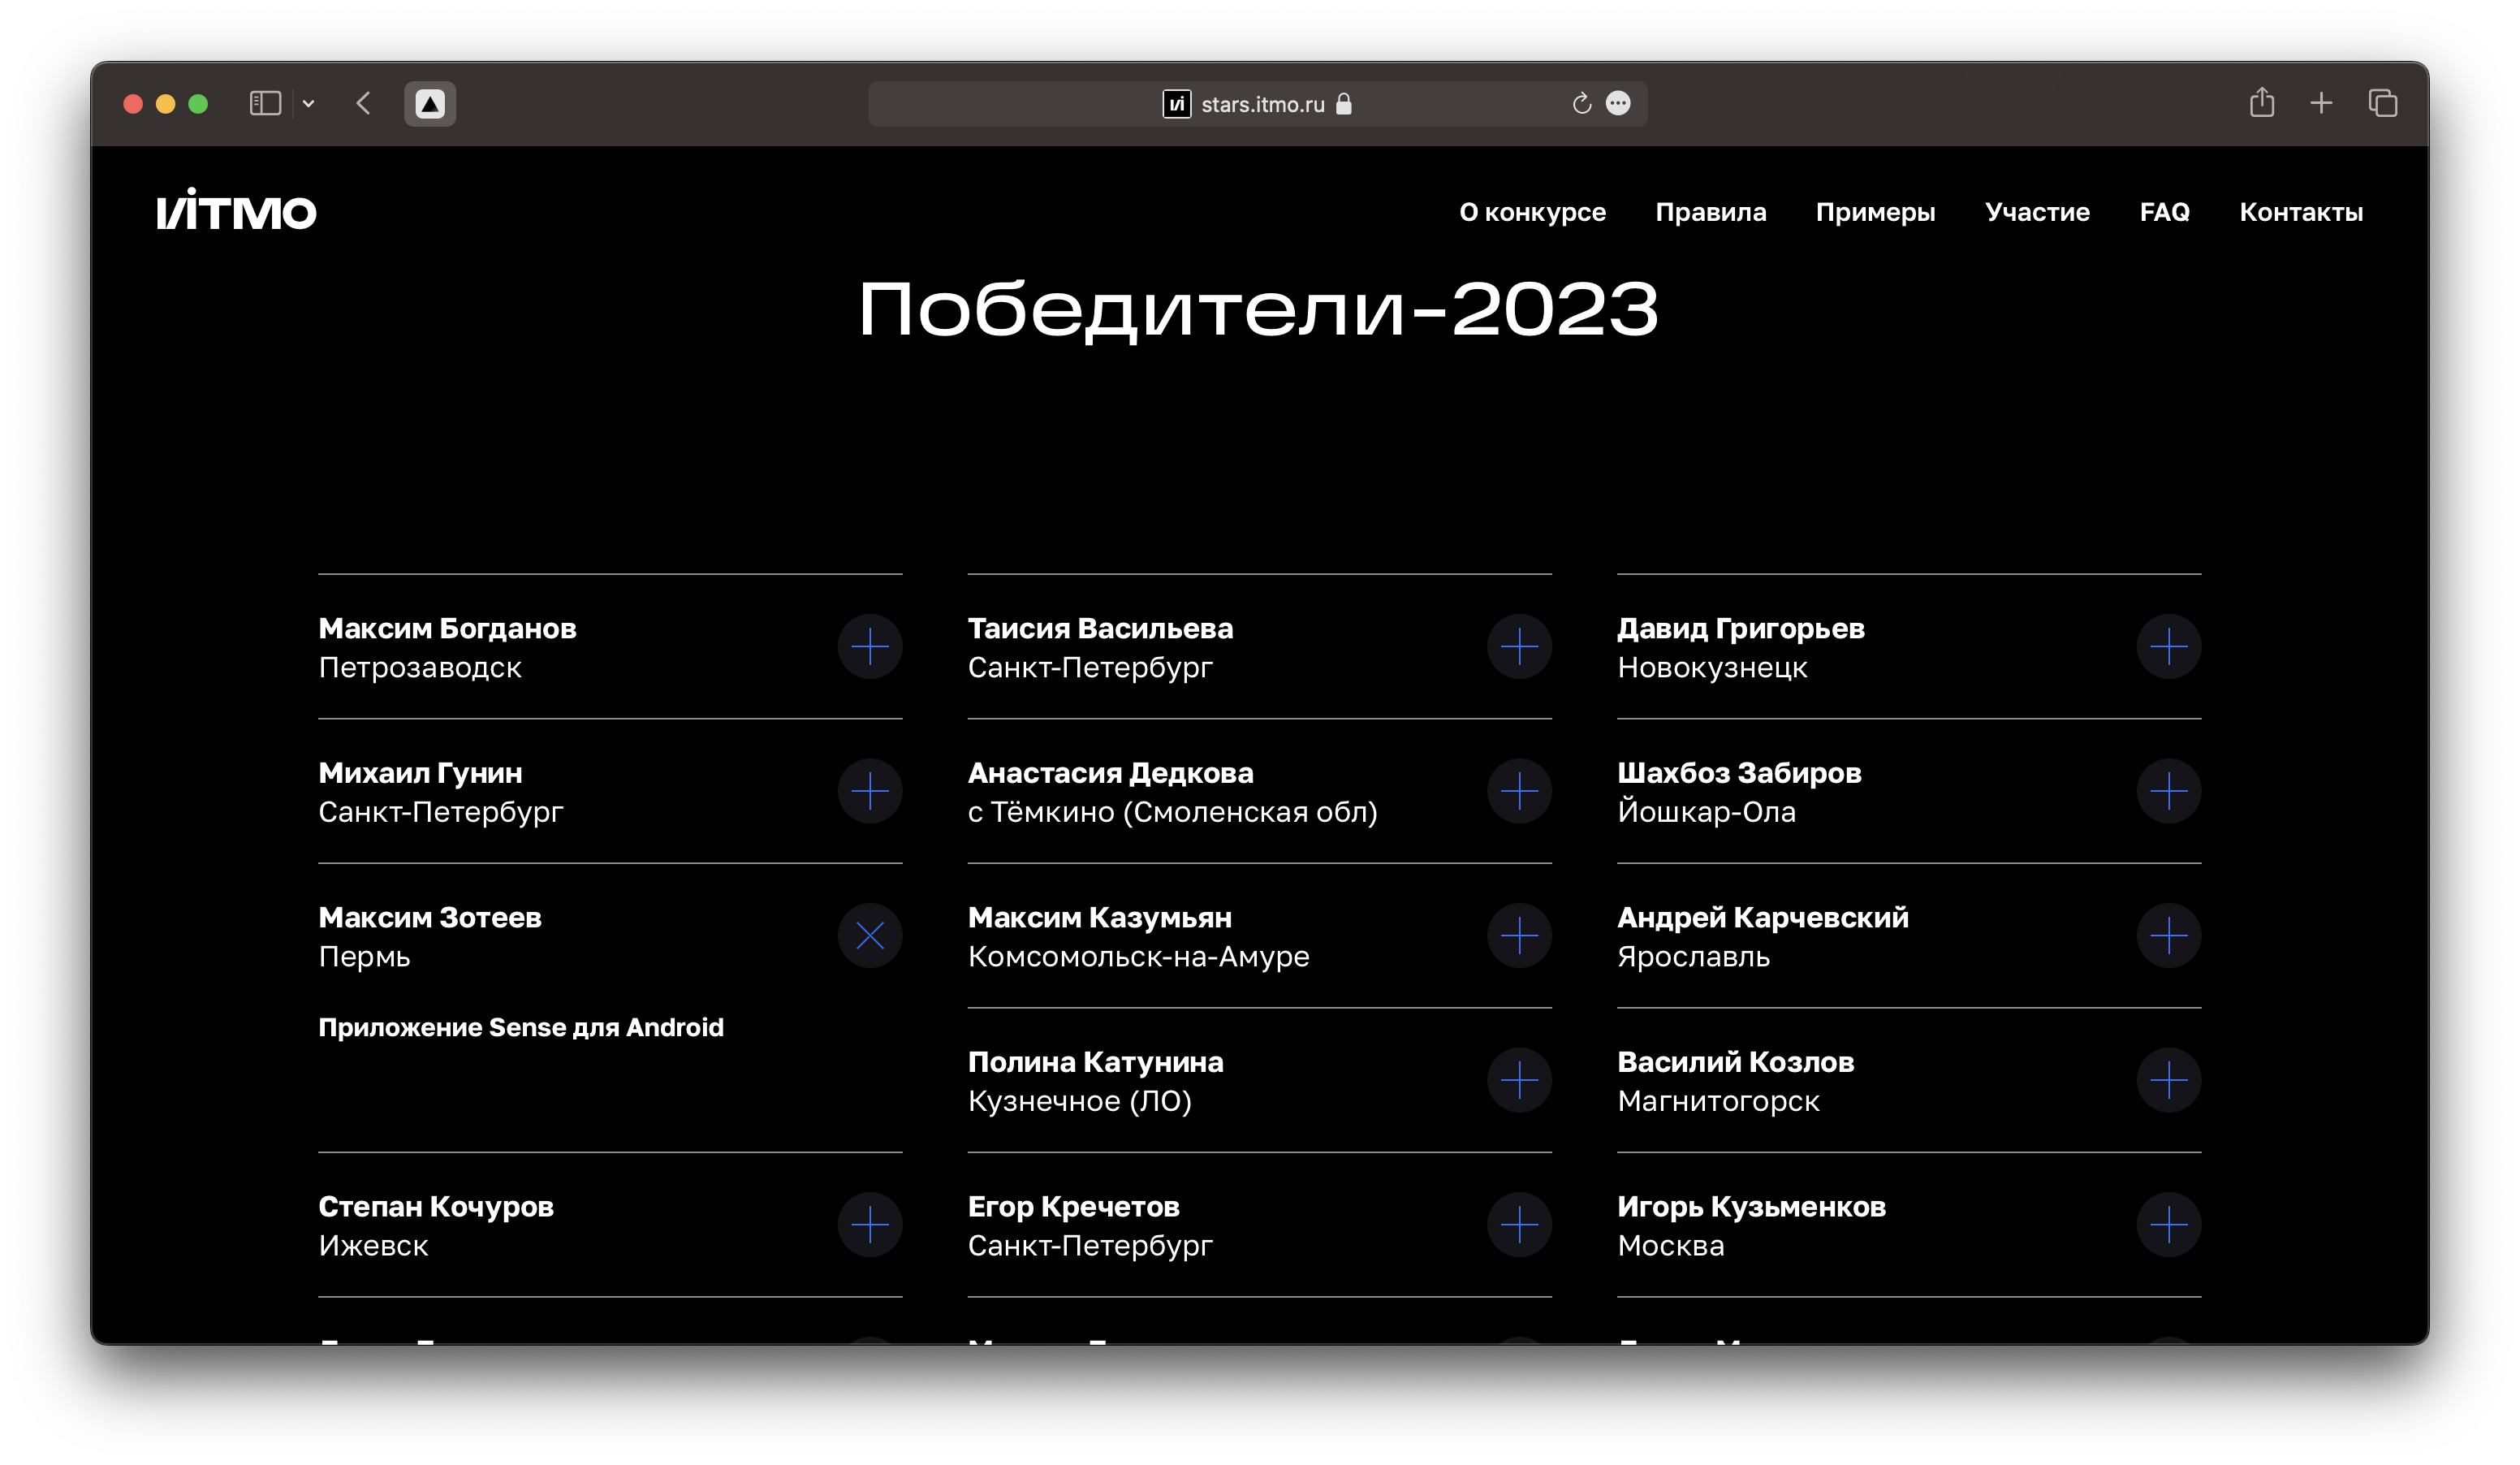 stars.itmo.ru
ITMO
О конкурсе
Правила
Примеры
Участие
FAQ
Контакты
Победители-2023
Максим Богданов
Петрозаводск
Таисия Васильева
Санкт-Петербург
Давид Григорьев
Новокузнецк
Михаил Гунин
Санкт-Петербург
Анастасия Дедкова
с Тёмкино (Смоленская обл)
Шахбоз Забиров
Йошкар-Ола
Максим Зотеев
Пермь
Приложение Sense для Android
Максим Казумьян
Комсомольск-на-Амуре
Андрей Карчевский
Ярославль
Полина Катунина
Кузнечное (ЛО)
Василий Козлов
Магнитогорск
Степан Кочуров
Ижевск
Егор Кречетов
Санкт-Петербург
Игорь Кузьменков
Москва